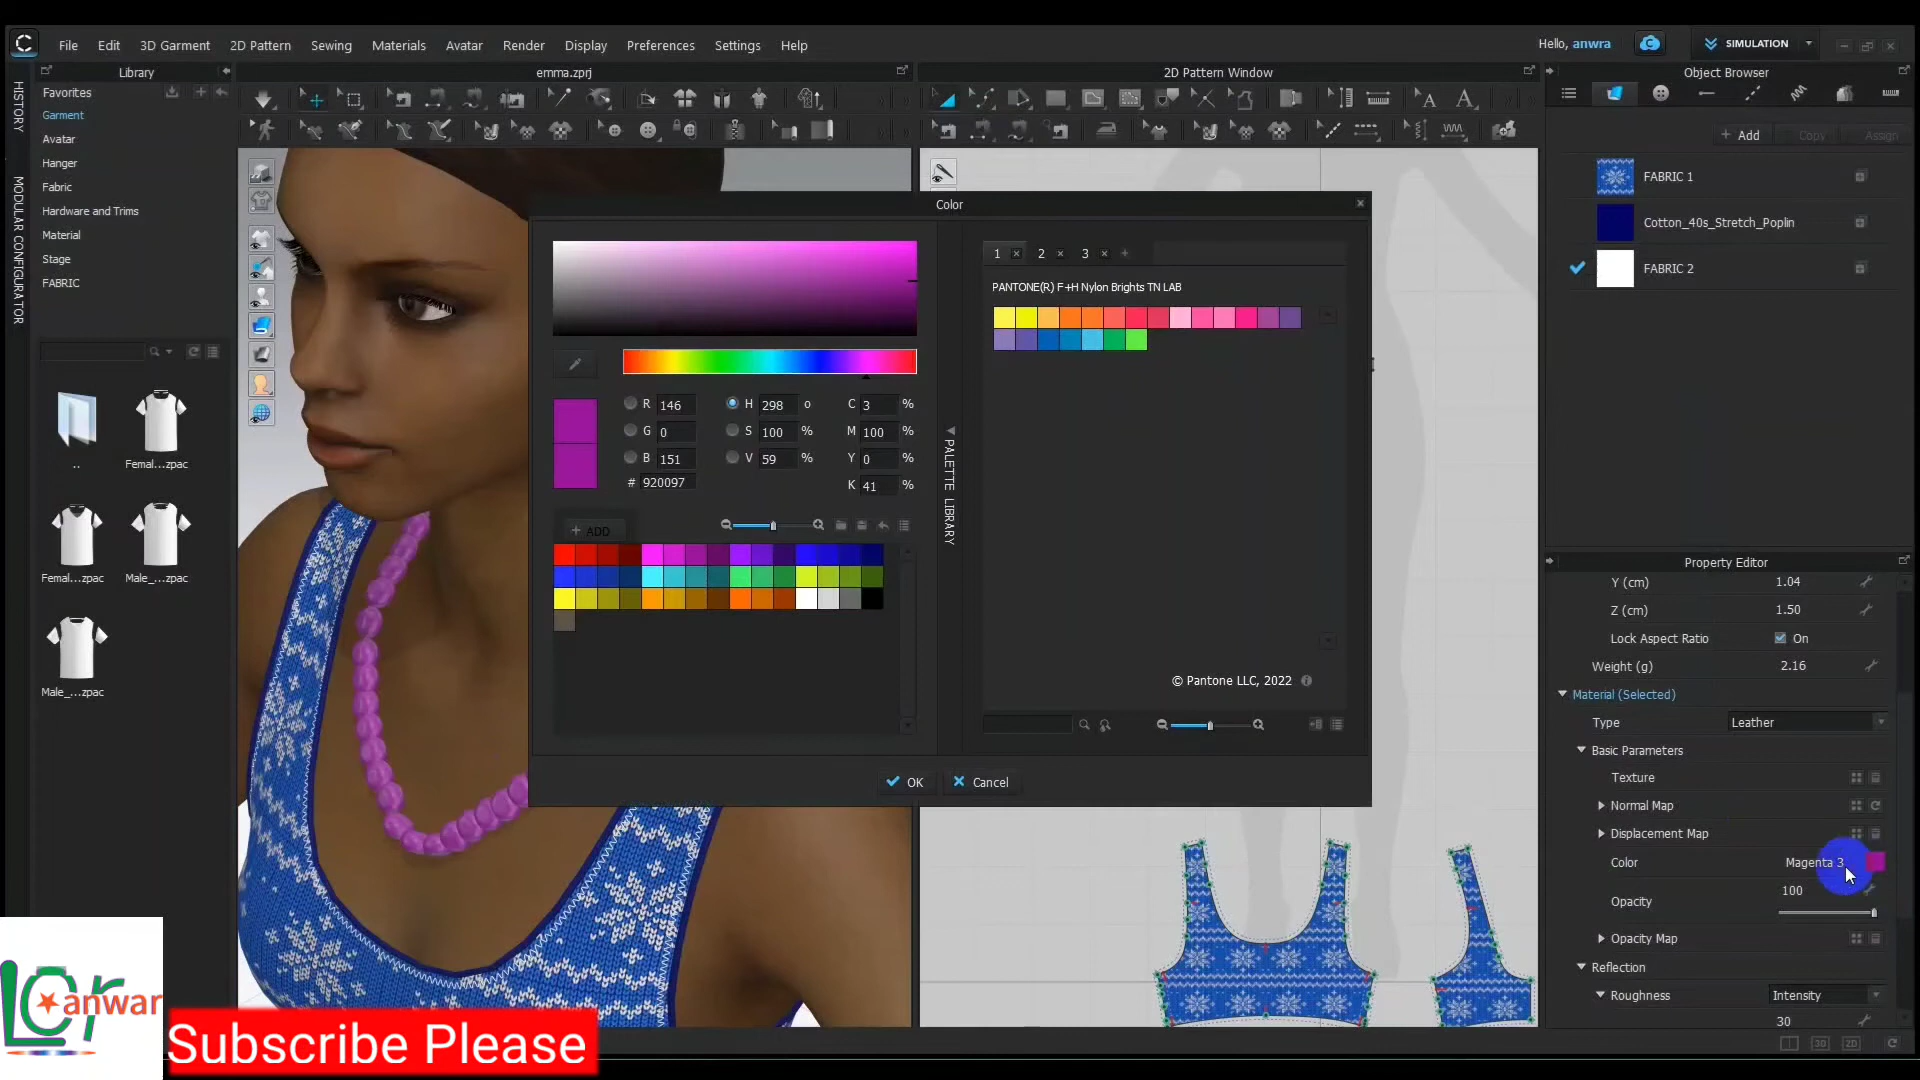 File Edit 3D Garment 2D Pattern Sewing Materials Avatar Render Display Preferences Settings Help
Hello, anwra
SIMULATION
HISTORY
MODULAR CONFIGURATOR
Library
Favorites
Garment
Avatar
Hanger
Fabric
Hardware and Trims
Material
Stage
FABRIC
..
Femal...zpac
Femal...zpac
Male_...zpac
Male_...zpac
emma.zprj
2D Pattern Window
Color
R 146
G 0
B 151
# 920097
H 298 o
S 100 %
V 59 %
C 3 %
M 100 %
Y 0 %
K 41 %
+ ADD
PALETTE LIBRARY
1 2 3 +
PANTONE(R) F+H Nylon Brights TN LAB
© Pantone LLC, 2022
OK Cancel
Object Browser
+ Add Copy Assign
FABRIC 1
Cotton_40s_Stretch_Poplin
FABRIC 2
Property Editor
Y (cm) 1.04
Z (cm) 1.50
Lock Aspect Ratio On
Weight (g) 2.16
Material (Selected)
Type Leather
Basic Parameters
Texture
Normal Map
Displacement Map
Color Magenta 3
Opacity 100
Opacity Map
Reflection
Roughness Intensity
30
3D 2D
anwar
Subscribe Please